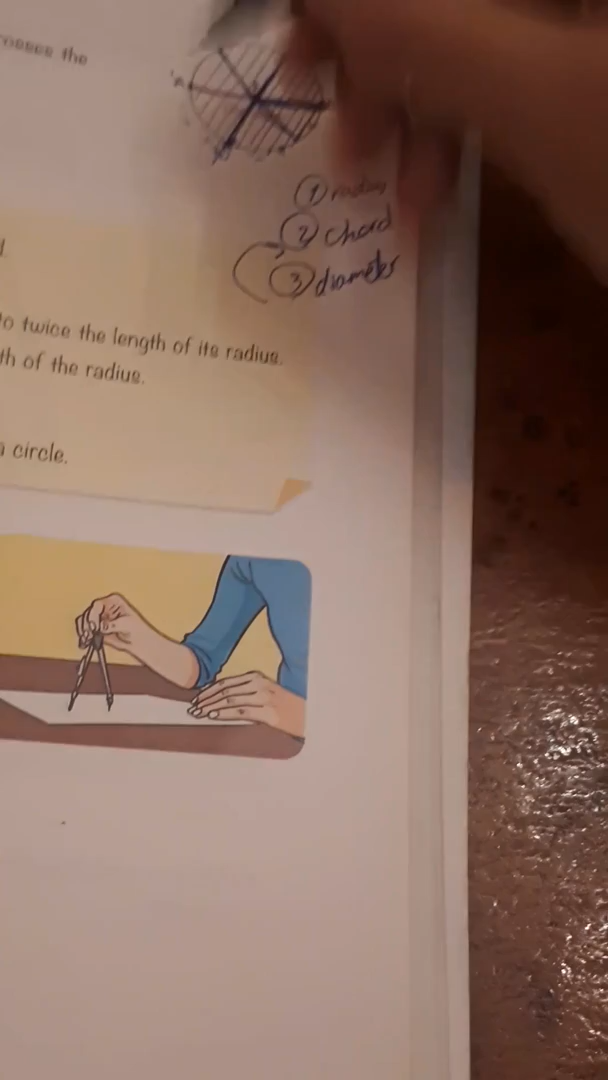 the
① radius
② chord
③ diameter
to twice the length of its radius.
th of the radius.
a circle.